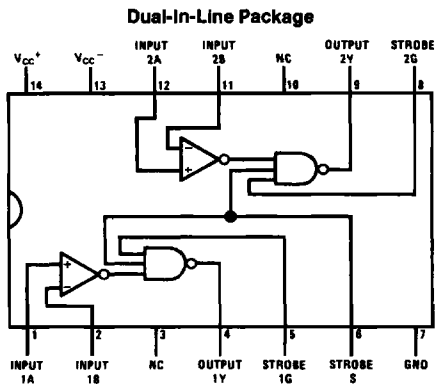 Dual-In-Line Package
VCC+ VCC- INPUT 2A INPUT 2B NC OUTPUT 2Y STROBE 2G
14 13 12 11 10 9 8
-
+
+
-
1 2 3 4 5 6 7
INPUT 1A INPUT 1B NC OUTPUT 1Y STROBE 1G STROBE S GND